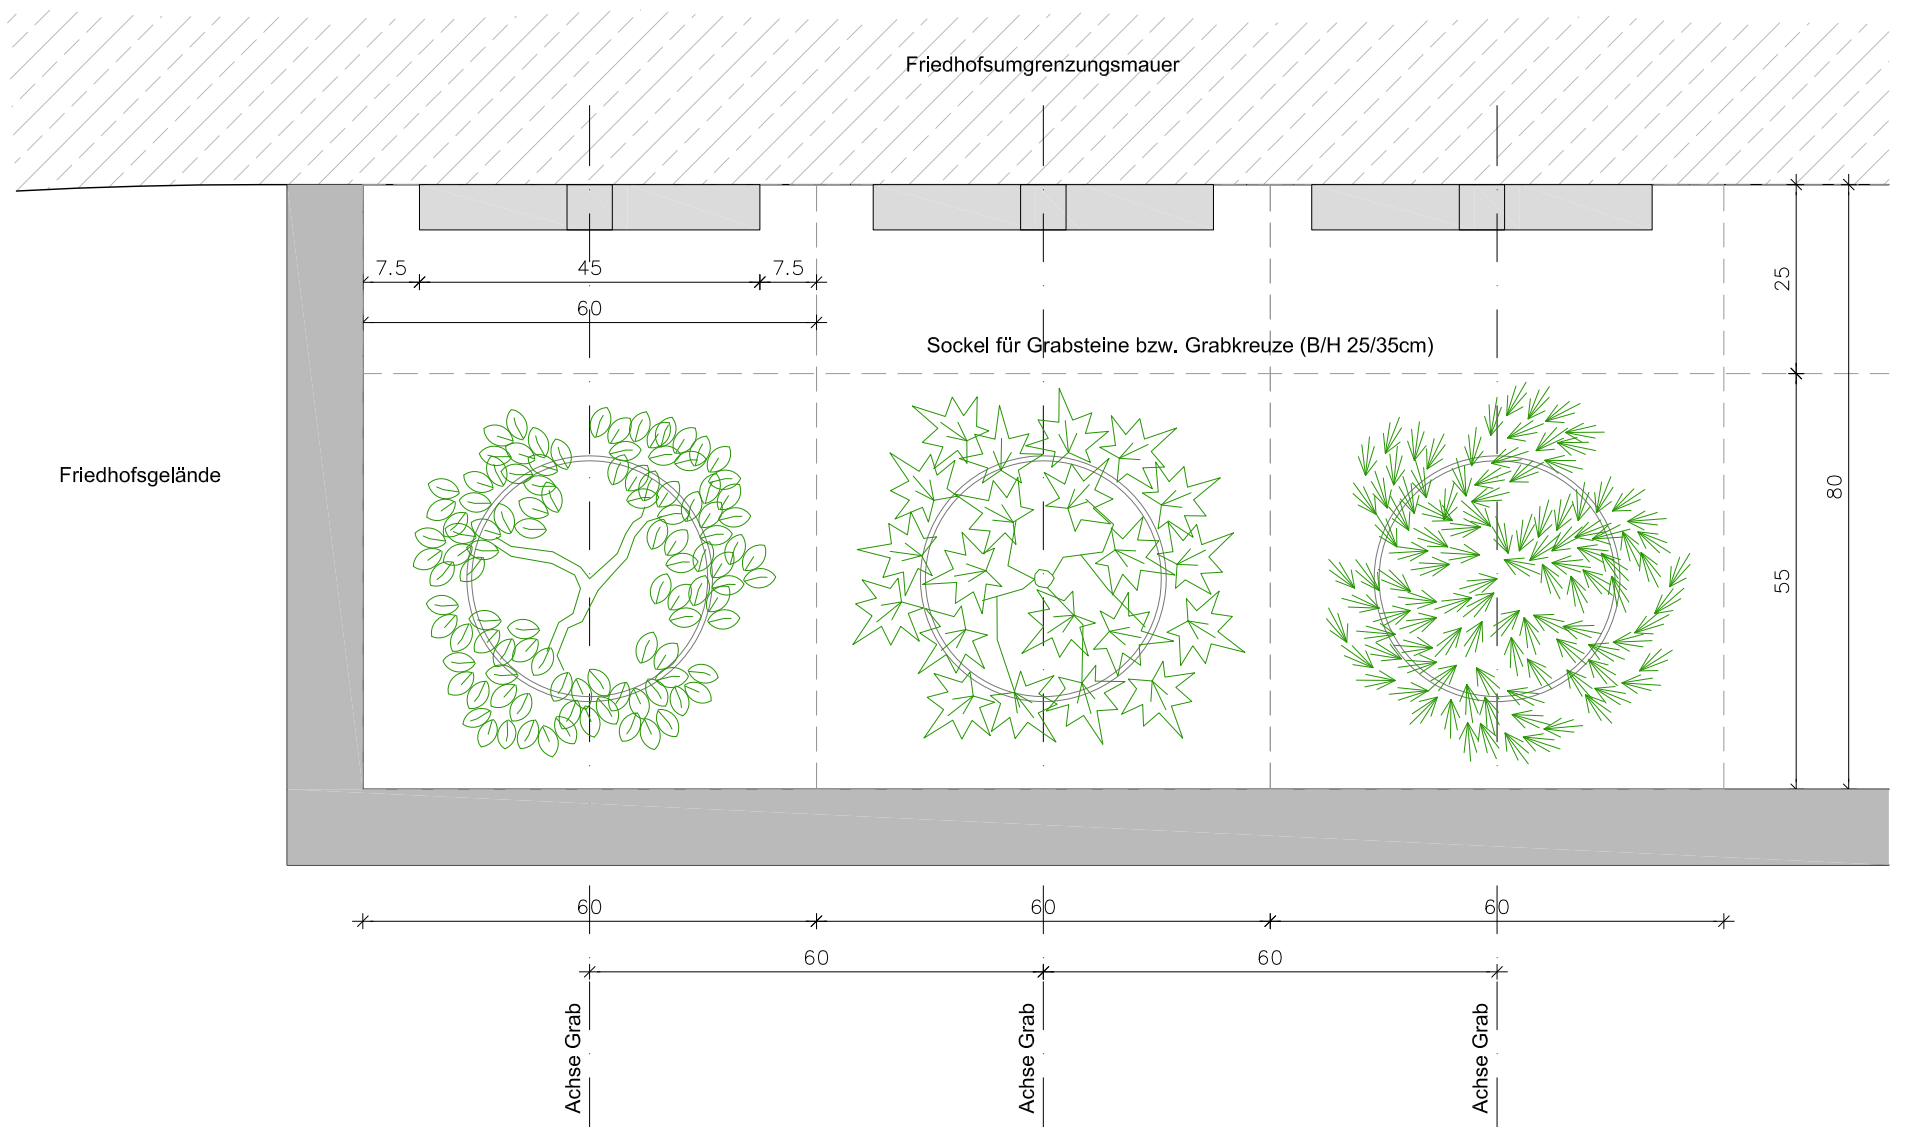 Friedhofsumgrenzungsmauer
7.5
45
7.5
60
25
Sockel für Grabsteine bzw. Grabkreuze (B/H 25/35cm)
Friedhofsgelände
80
55
60
60
60
60
60
Achse Grab
Achse Grab
Achse Grab